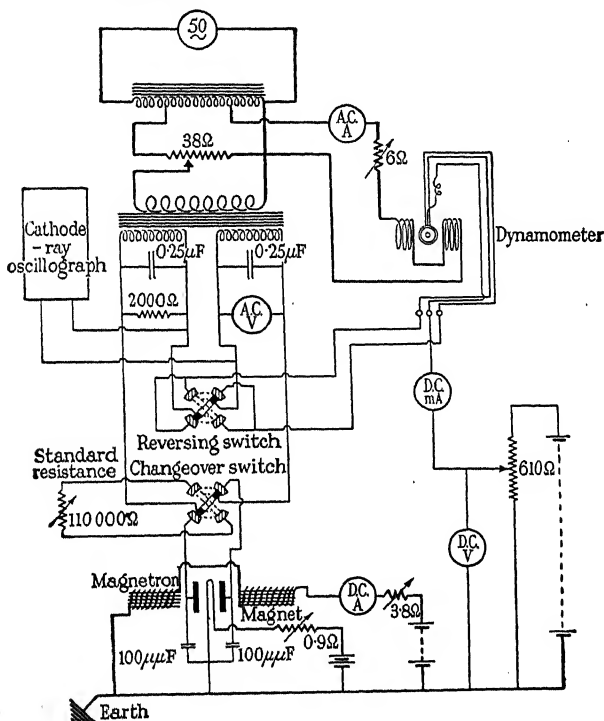 50
~
38Ω
A.C.
A
6Ω
Cathode
-ray
oscillograph
0·25μF
0·25μF
2000Ω
A.C.
V
Dynamometer
D.C.
mA
Reversing switch
Standard
resistance
Changeover switch
110 000Ω
610Ω
D.C.
V
Magnetron
Magnet
D.C.
A
3·8Ω
0·9Ω
100μμF
100μμF
Earth